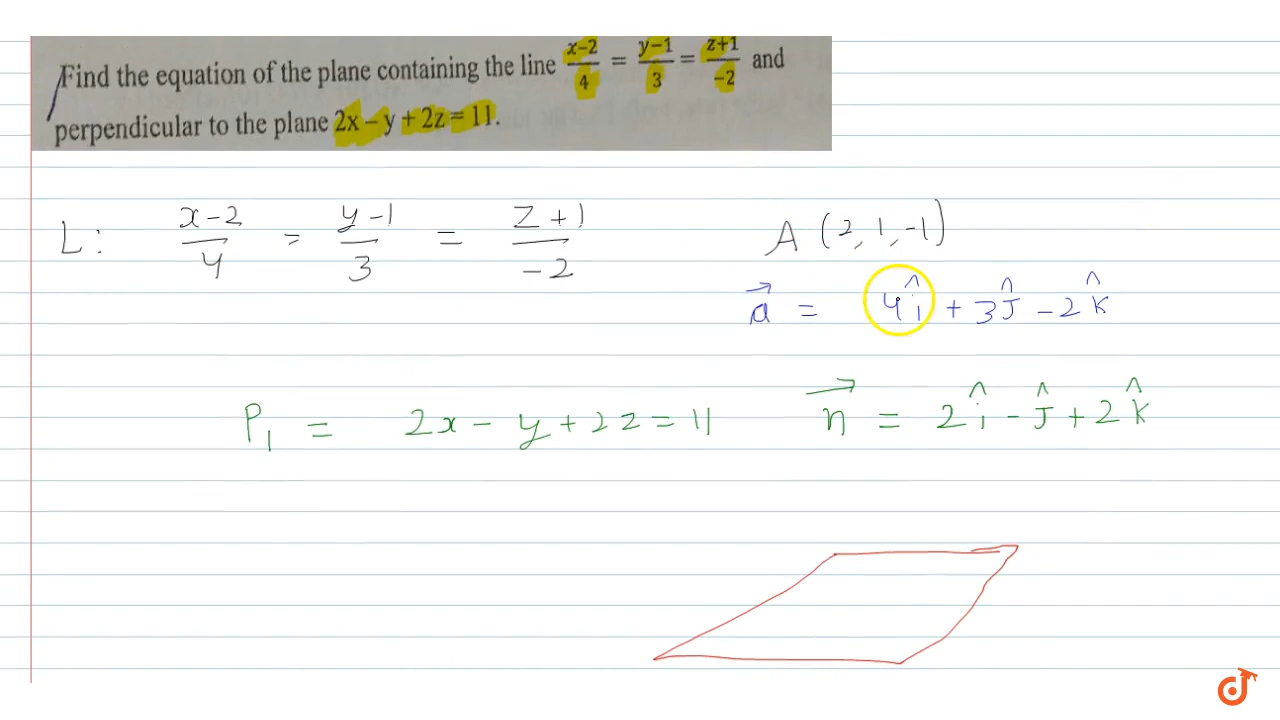 Find the equation of the plane containing the line x−2/4 = y−1/3 = z+1/−2 and
perpendicular to the plane 2x − y + 2z = 11.
L: x−2/4 = y−1/3 = z+1/−2 A (2, 1, −1)
a⃗ = 4î + 3ĵ − 2k̂
P₁ = 2x − y + 2z = 11 n⃗ = 2î − ĵ + 2k̂